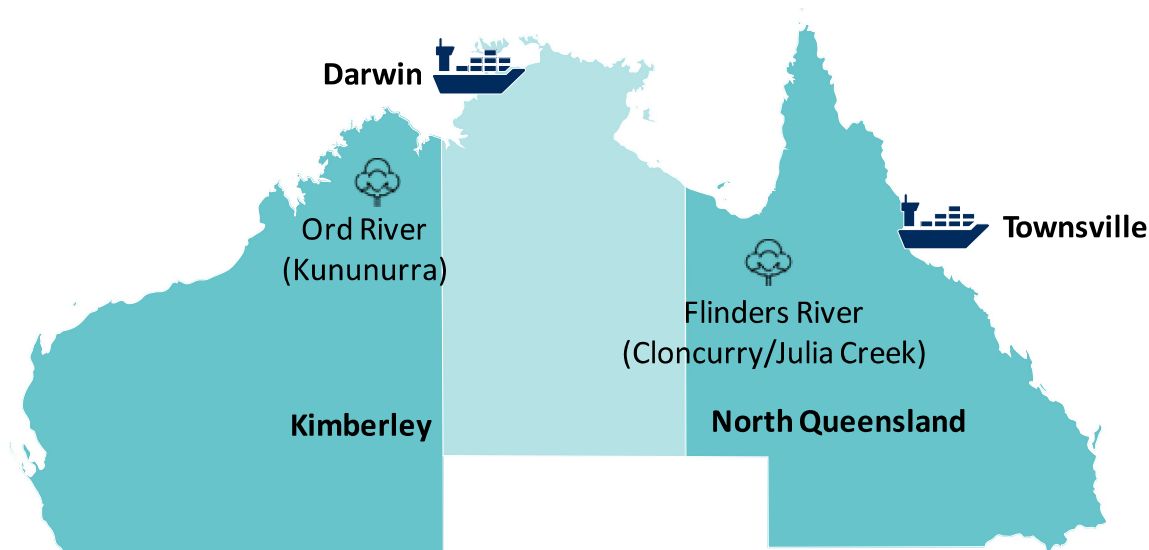 Darwin
Ord River
(Kununurra)
Townsville
Flinders River
(Cloncurry/Julia Creek)
Kimberley
North Queensland